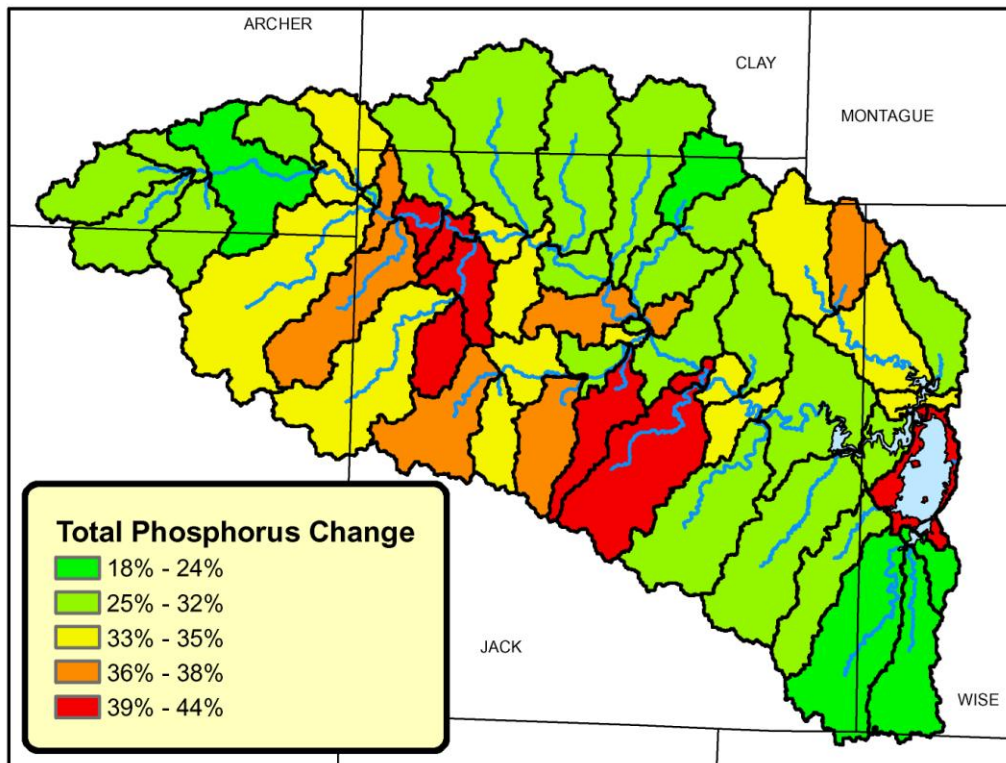 ARCHER
CLAY
MONTAGUE
Total Phosphorus Change
18% - 24%
25% - 32%
33% - 35%
36% - 38%
39% - 44%
JACK
WISE